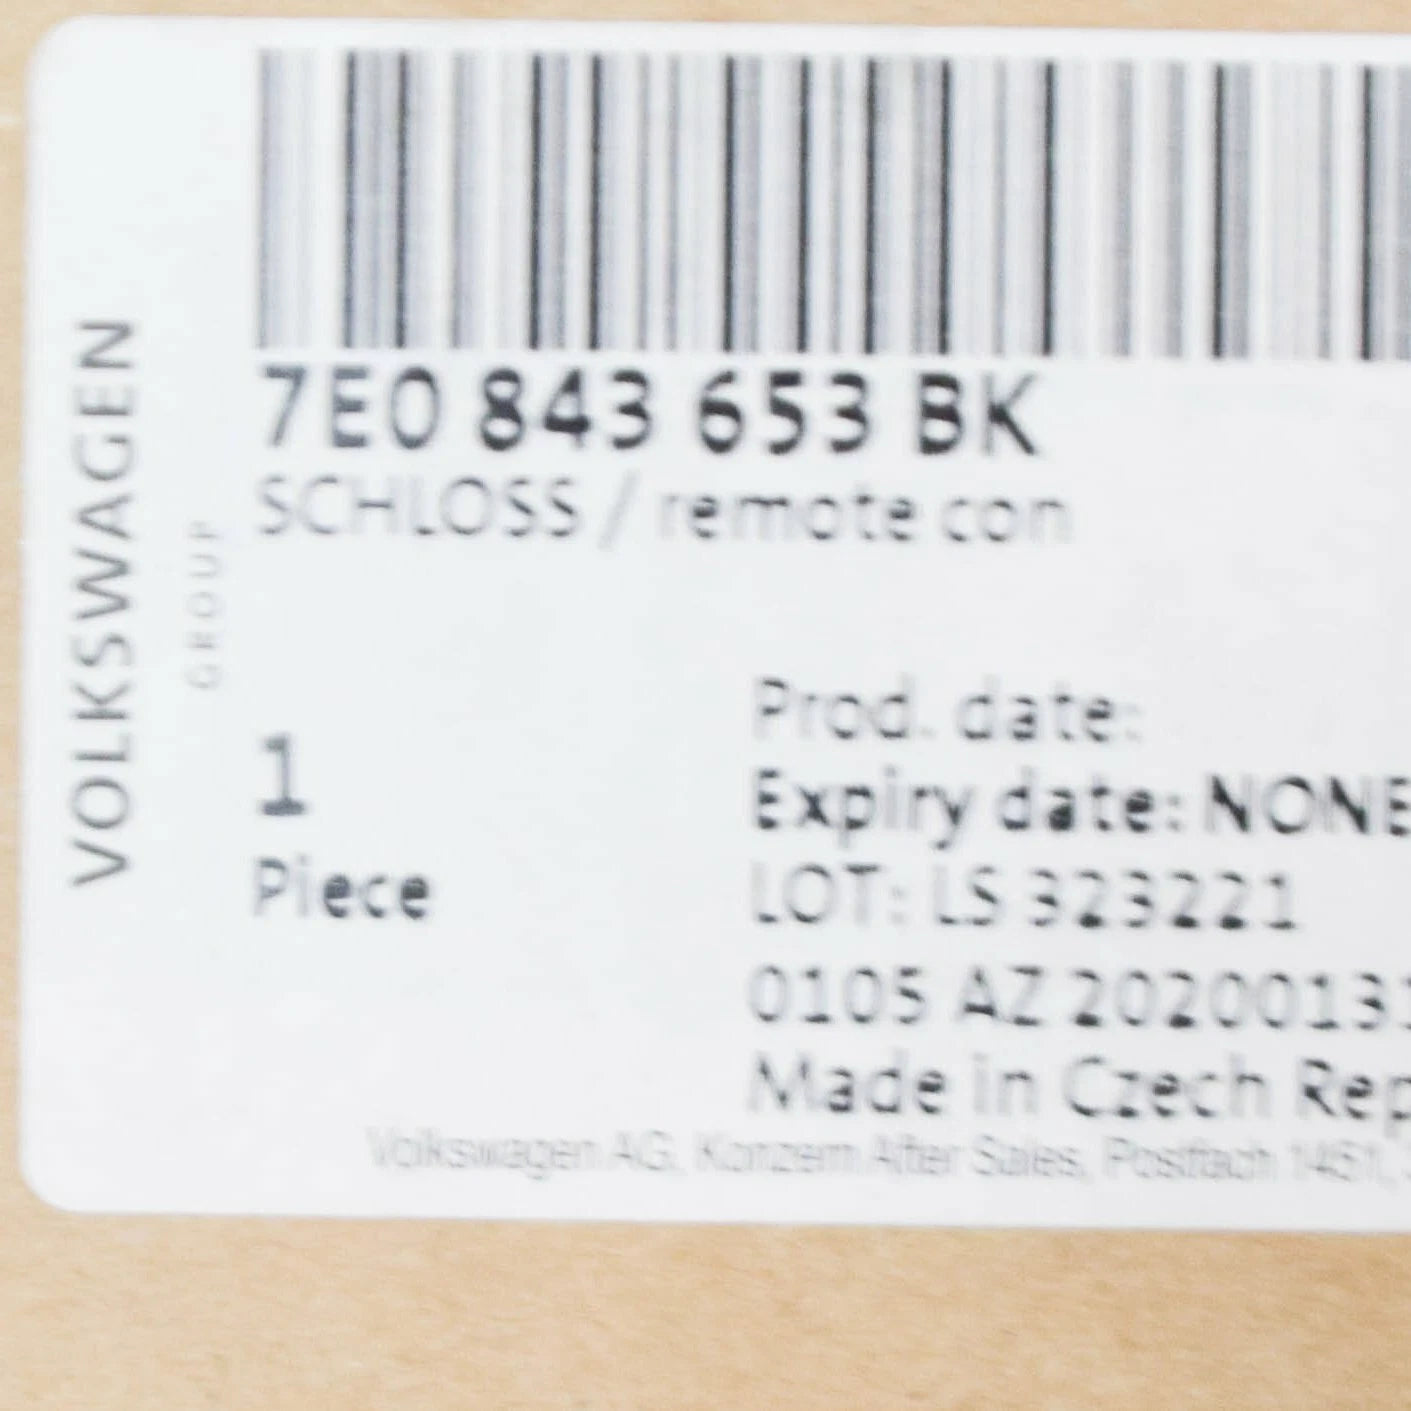 VOLKSWAGEN
GROUP
7E0 843 653 BK
SCHLOSS / remote con
1
Piece
Prod. date:
Expiry date: NONE
LOT: LS 323221
0105 AZ 20200131
Made in Czech Rep
Volkswagen AG, Konzern After Sales, Postfach 1451,